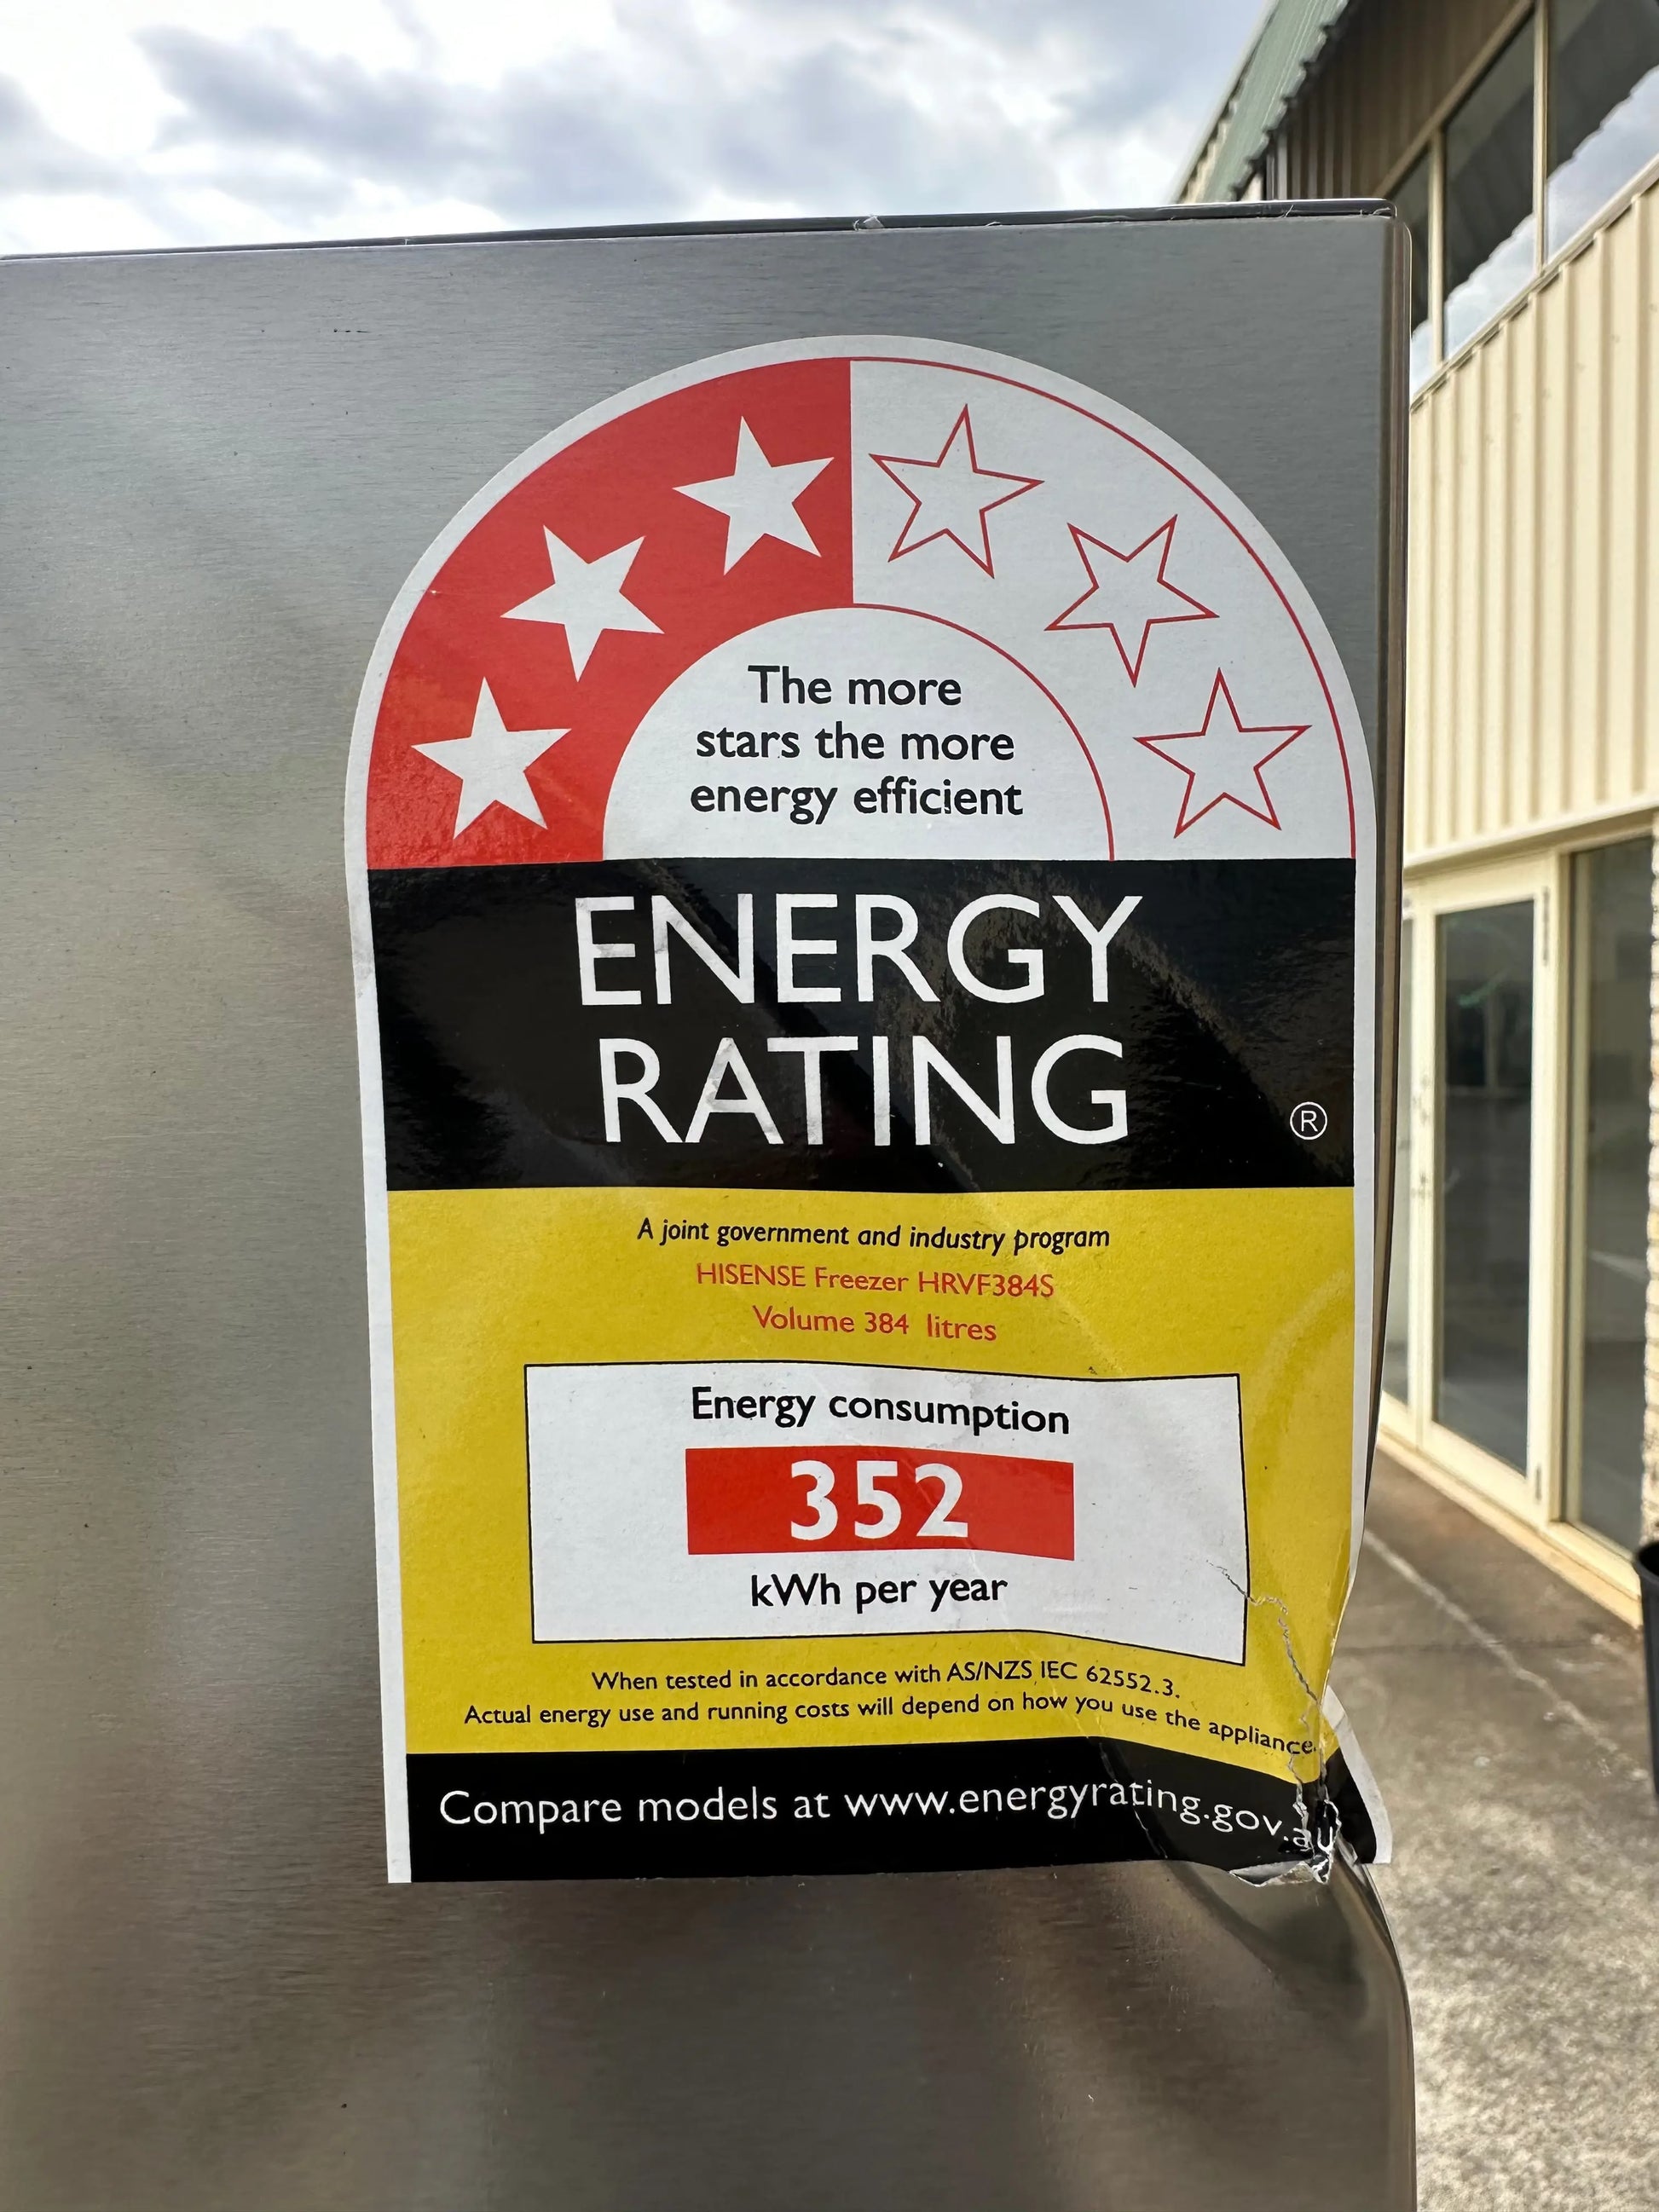 The more
stars the more
energy efficient
ENERGY
RATING
®
A joint government and industry program
HISENSE Freezer HRVF384S
Volume 384 litres
Energy consumption
352
kWh per year
When tested in accordance with AS/NZS IEC 62552.3.
Actual energy use and running costs will depend on how you use the appliance.
Compare models at www.energyrating.gov.au